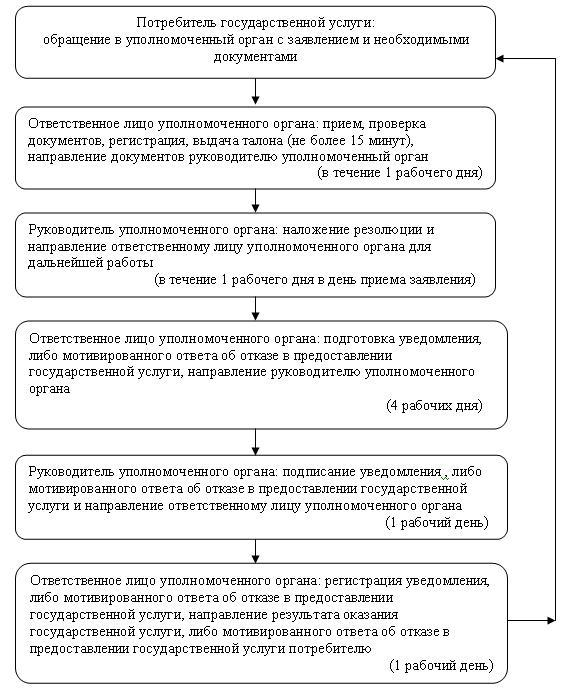 Потребитель государственной услуги:
обращение в уполномоченный орган с заявлением и необходимыми
документами
Ответственное лицо уполномоченного органа: прием, проверка
документов, регистрация, выдача талона (не более 15 минут),
направление документов руководителю уполномоченный орган
(в течение 1 рабочего дня)
Руководитель уполномоченного органа: наложение резолюции и
направление ответственному лицу уполномоченного органа для
дальнейшей работы
(в течение 1 рабочего дня в день приема заявления)
Ответственное лицо уполномоченного органа: подготовка уведомления,
либо мотивированного ответа об отказе в предоставлении
государственной услуги, направление руководителю уполномоченного
органа
(4 рабочих дня)
Руководитель уполномоченного органа: подписание уведомления , либо
мотивированного ответа об отказе в предоставлении государственной
услуги и направление ответственному лицу уполномоченного органа
(1 рабочий день)
Ответственное лицо уполномоченного органа: регистрация уведомления,
либо мотивированного ответа об отказе в предоставлении
государственной услуги, направление результата оказания
государственной услуги, либо мотивированного ответа об отказе в
предоставлении государственной услуги потребителю
(1 рабочий день)